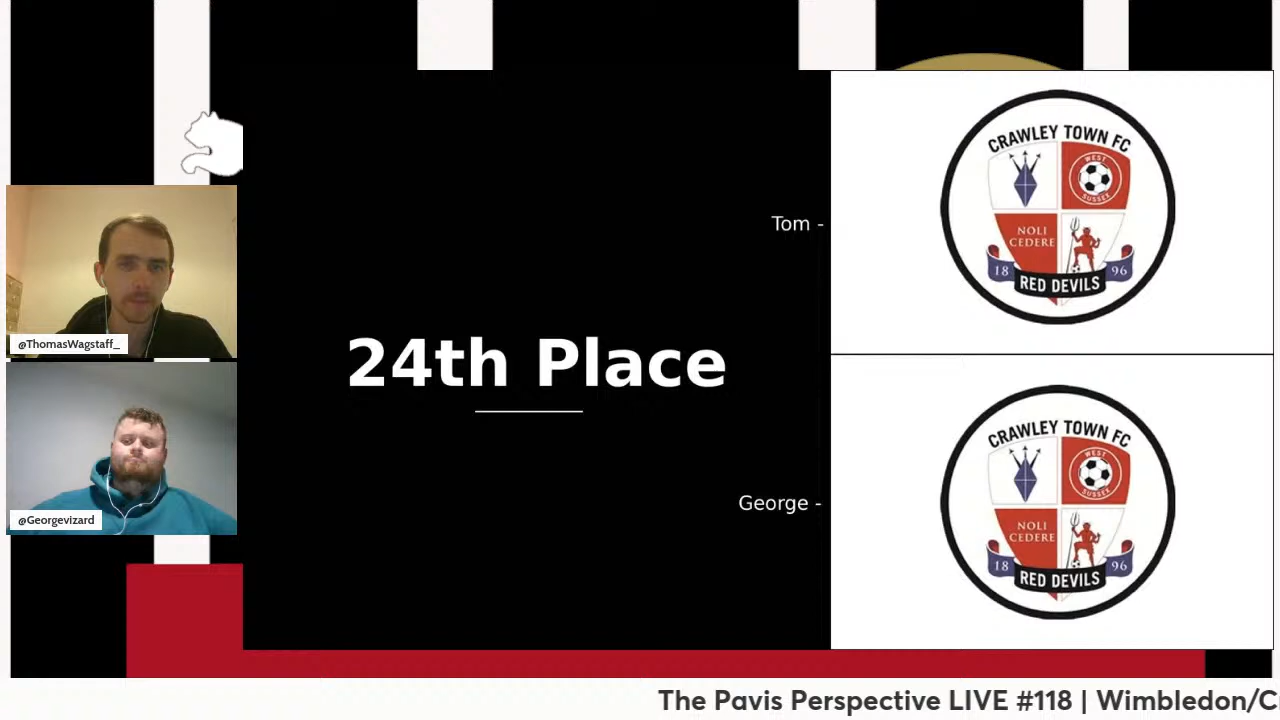 CRAWLEY TOWN FC
WEST
SUSSEX
NOLI
CEDERE
18 96
RED DEVILS
Tom -
@ThomasWagstaff_
24th Place
CRAWLEY TOWN FC
WEST
SUSSEX
NOLI
CEDERE
18 96
RED DEVILS
George -
@Georgevizard
The Pavis Perspective LIVE #118 | Wimbledon/C